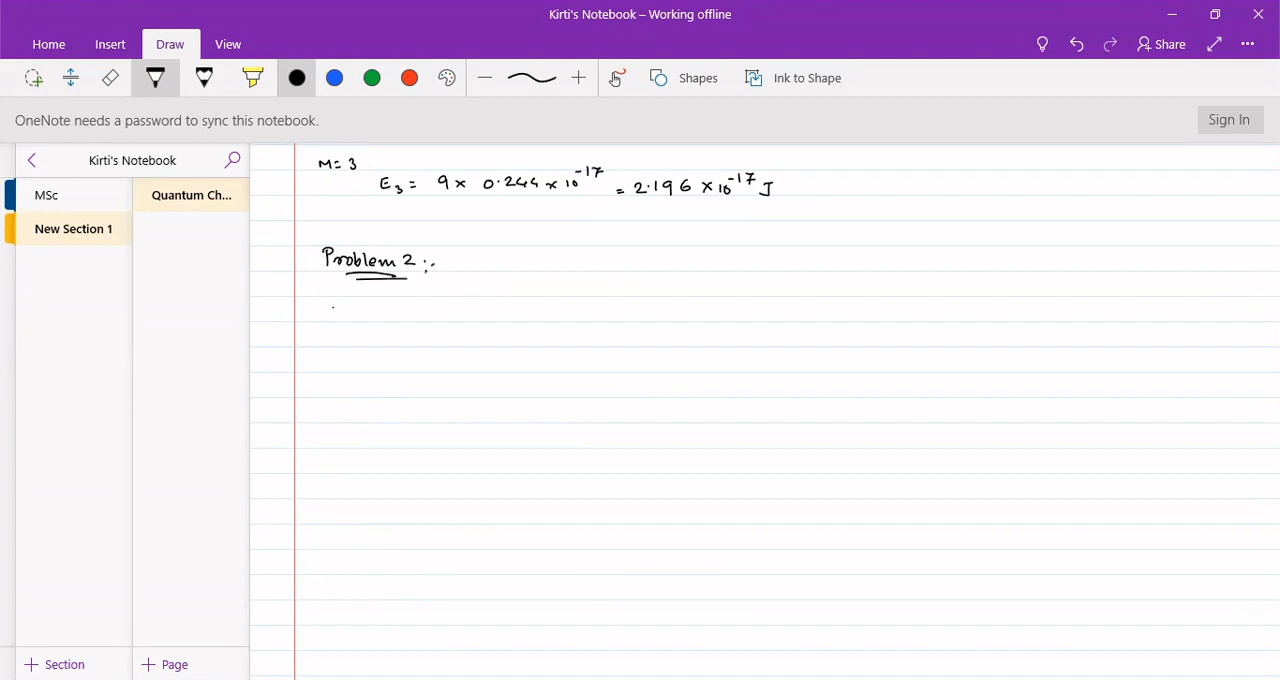 Kirti's Notebook – Working offline
Home Insert Draw View Share
Shapes Ink to Shape
OneNote needs a password to sync this notebook. Sign In
Kirti's Notebook
MSc
New Section 1
Quantum Ch...
n= 3
E₃ = 9 × 0.244 × 10⁻¹⁷ = 2.196 × 10⁻¹⁷ J
Problem 2 :-
+ Section + Page